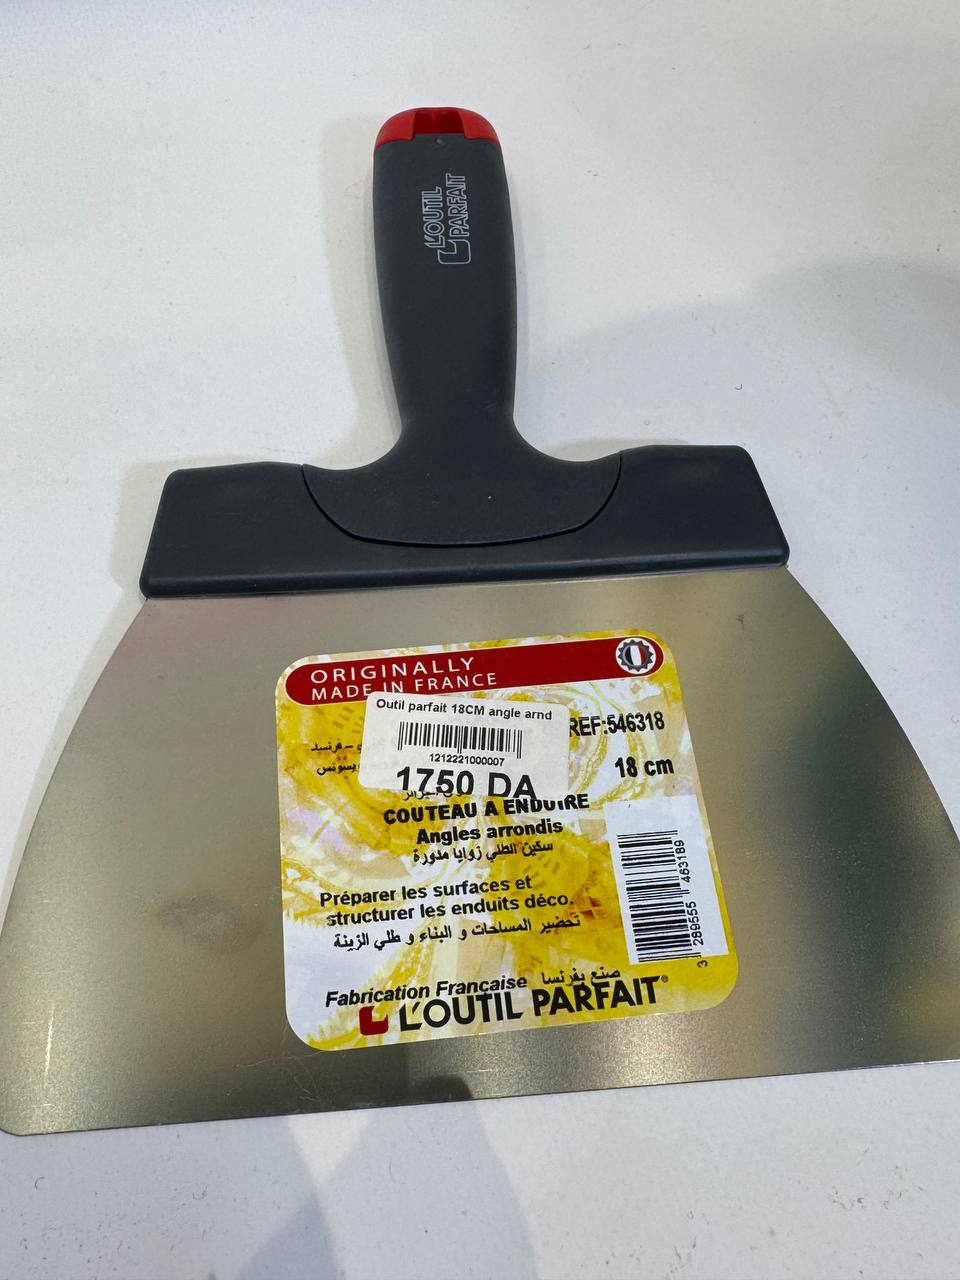 L'OUTIL
PARFAIT
ORIGINALLY
MADE IN FRANCE
Outil parfait 18CM angle arnd
1212221000007
1750 DA
REF:546318
18 cm
COUTEAU A ENDUIRE
Angles arrondis
سكين الطلي زوايا مدورة
Préparer les surfaces et
structurer les enduits déco.
تحضير المساحات و البناء و طلي الزينة
3 289555 463189
Fabrication Française صنع بفرنسا
L'OUTIL PARFAIT®